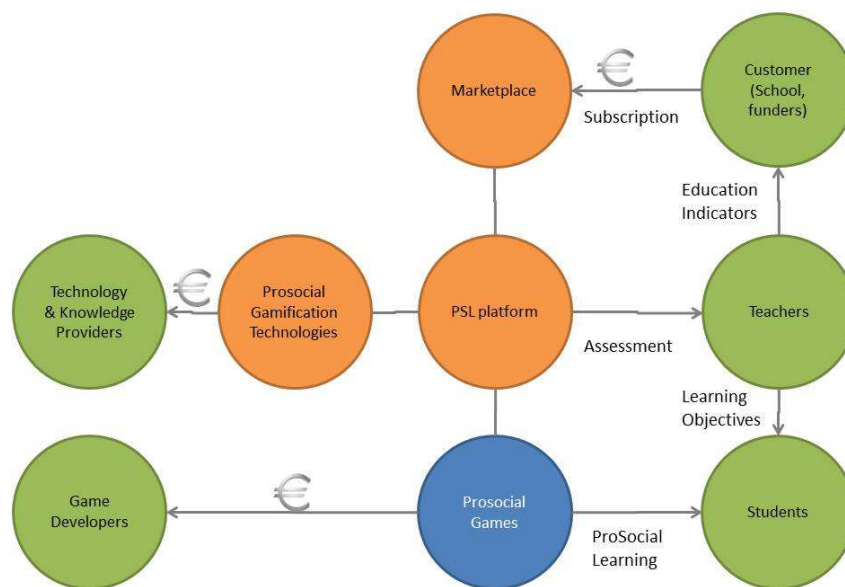 Marketplace
€
Subscription
Customer
(School,
funders)
Education
Indicators
Technology
& Knowledge
Providers
€
Prosocial
Gamification
Technologies
PSL platform
Assessment
Teachers
Learning
Objectives
Game
Developers
€
Prosocial
Games
ProSocial
Learning
Students